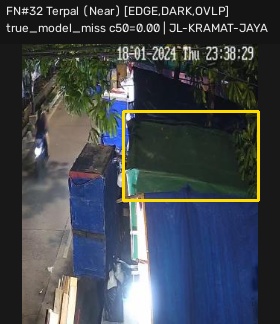 FN#32 Terpal (Near) [EDGE,DARK,OVLP]
true_model_miss c50=0.00 | JL-KRAMAT-JAYA
18-01-2024 Thu 23:38:29